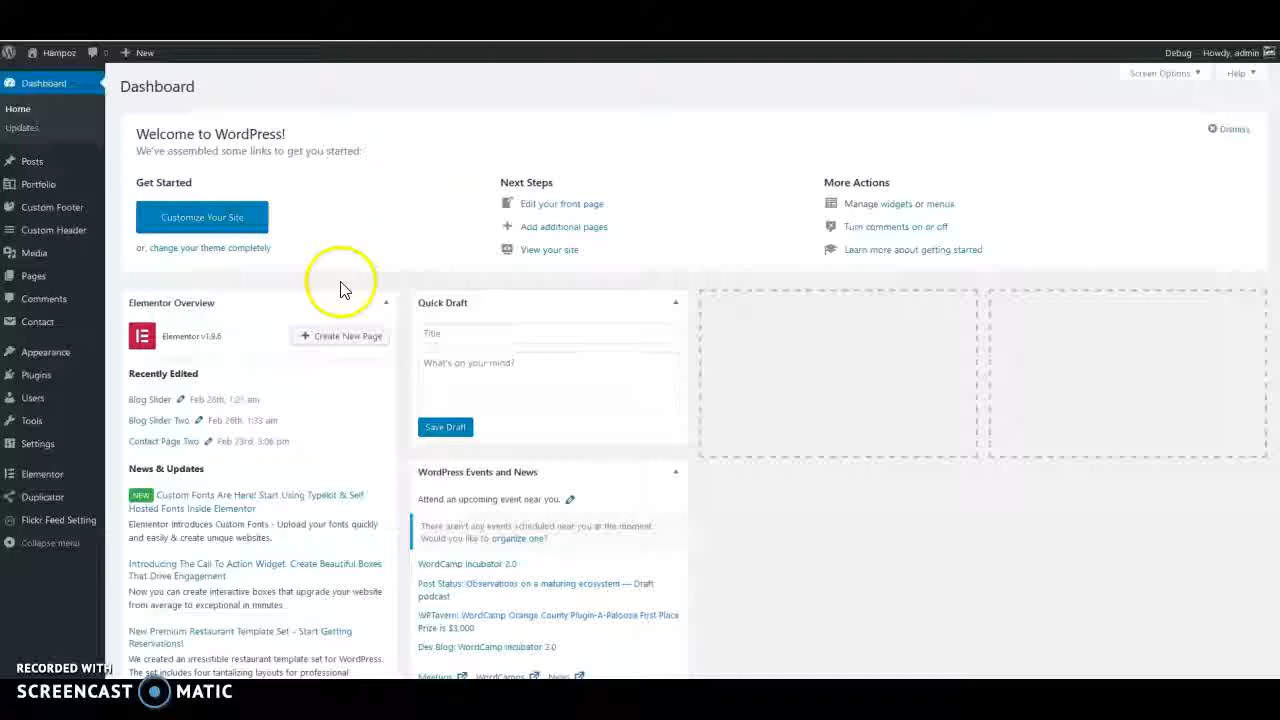 Hampoz
New
Debug - Howdy, admin
Dashboard
Home
Updates
Posts
Portfolio
Custom Footer
Custom Header
Media
Pages
Comments
Contact
Appearance
Plugins
Users
Tools
Settings
Elementor
Duplicator
Flickr Feed Setting
Collapse menu
Dashboard
Screen Options
Help
Welcome to WordPress!
We've assembled some links to get you started:
Dismiss
Get Started
Customize Your Site
or, change your theme completely
Next Steps
Edit your front page
Add additional pages
View your site
More Actions
Manage widgets or menus
Turn comments on or off
Learn more about getting started
Elementor Overview
Elementor v1.9.6
Create New Page
Recently Edited
Blog Slider
Blog Slider Two
Contact Page Two Feb 23rd, 3:06 pm
News & Updates
NEW Custom Fonts Are Here! Start Using Typekit & Self
Hosted Fonts Inside Elementor
Elementor introduces Custom Fonts - Upload your fonts quickly
and easily & create unique websites.
Introducing The Call To Action Widget: Create Beautiful Boxes
That Drive Engagement
Now you can create interactive boxes that upgrade your website
from average to exceptional in minutes
New Premium Restaurant Template Set - Start Getting
Reservations!
We created an irresistible restaurant template set for WordPress.
The set includes four tantalizing layouts for professional
Quick Draft
Title
What's on your mind?
Save Draft
WordPress Events and News
Attend an upcoming event near you.
There aren't any events scheduled near you at the moment.
Would you like to organize one?
WordCamp Incubator 2.0
Post Status: Observations on a maturing ecosystem — Draft
podcast
WPTavern: WordCamp Orange County Plugin-A-Palooza First Place
Prize is $3,000
Dev Blog: WordCamp Incubator 2.0
Meetups WordCamps News
RECORDED WITH
SCREENCAST MATIC